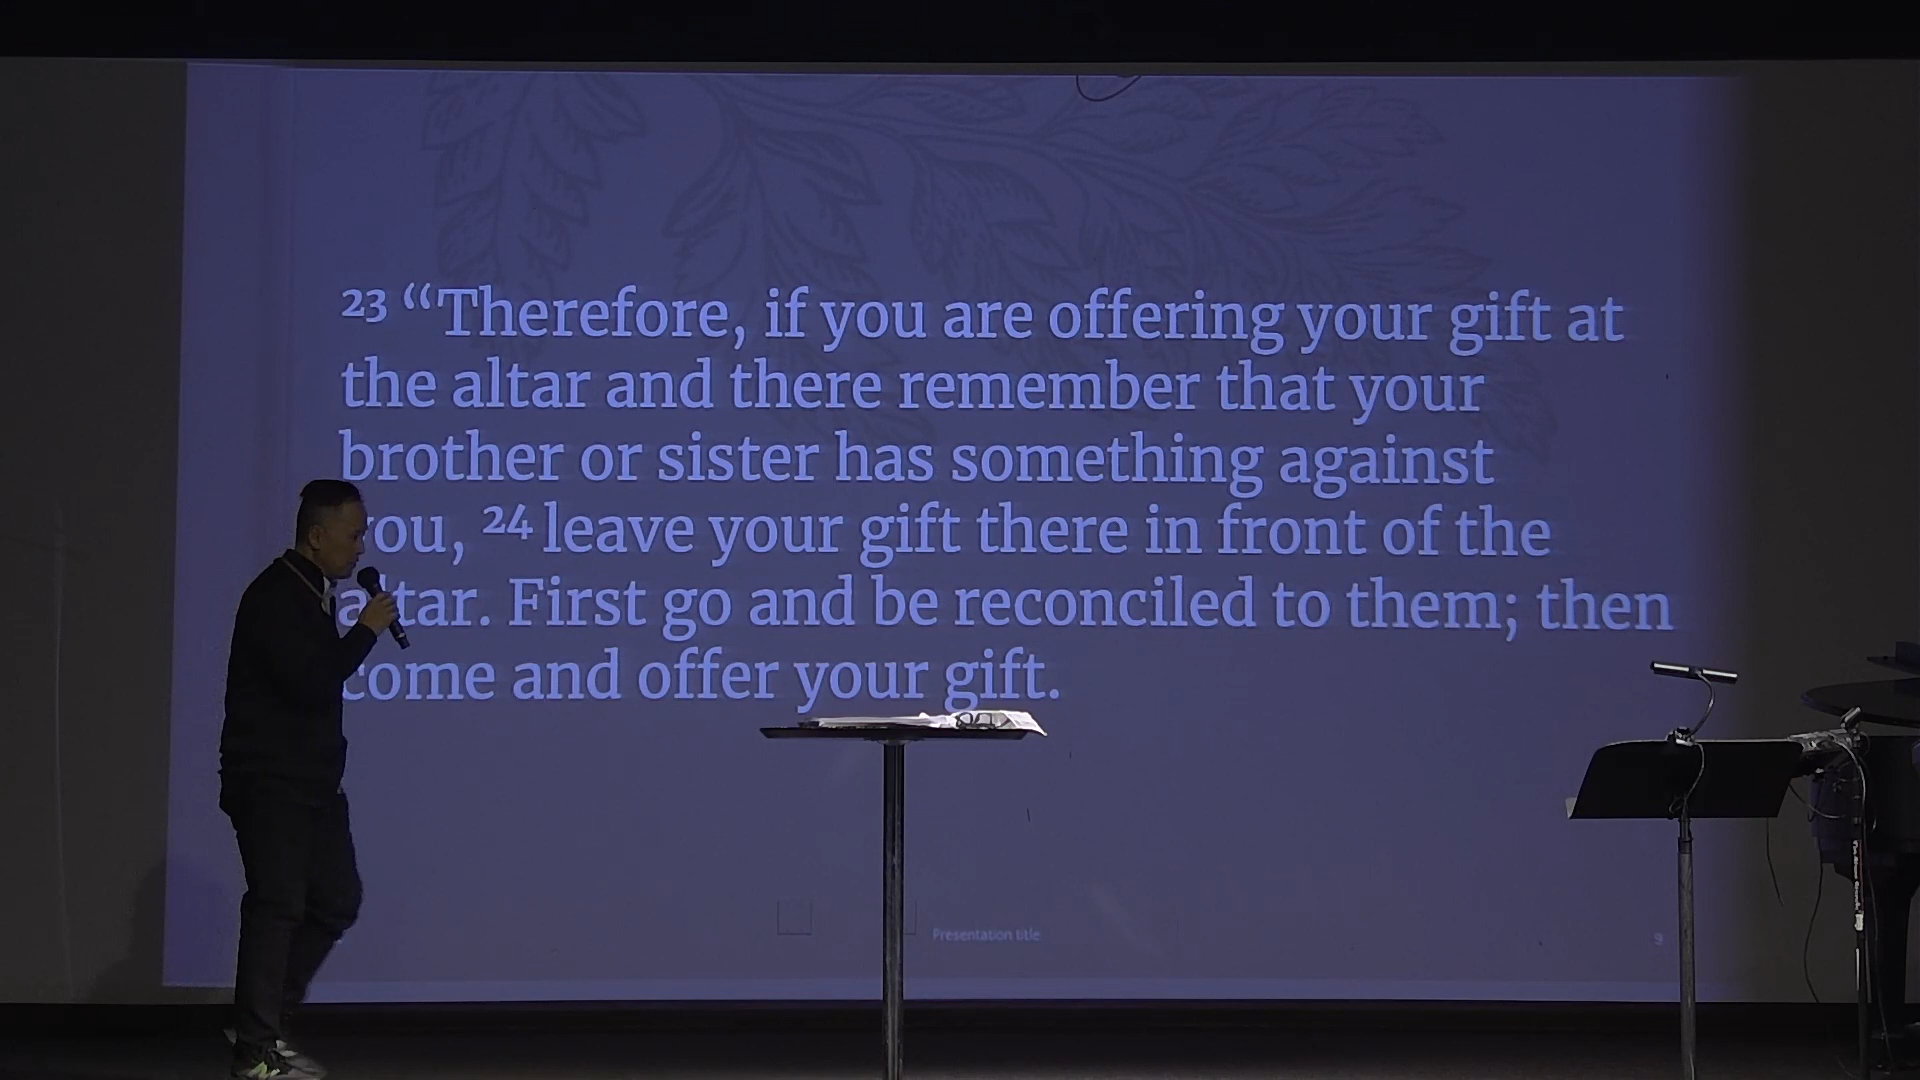 23 “Therefore, if you are offering your gift at
the altar and there remember that your
brother or sister has something against
you, 24 leave your gift there in front of the
altar. First go and be reconciled to them; then
come and offer your gift.
Presentation title
9